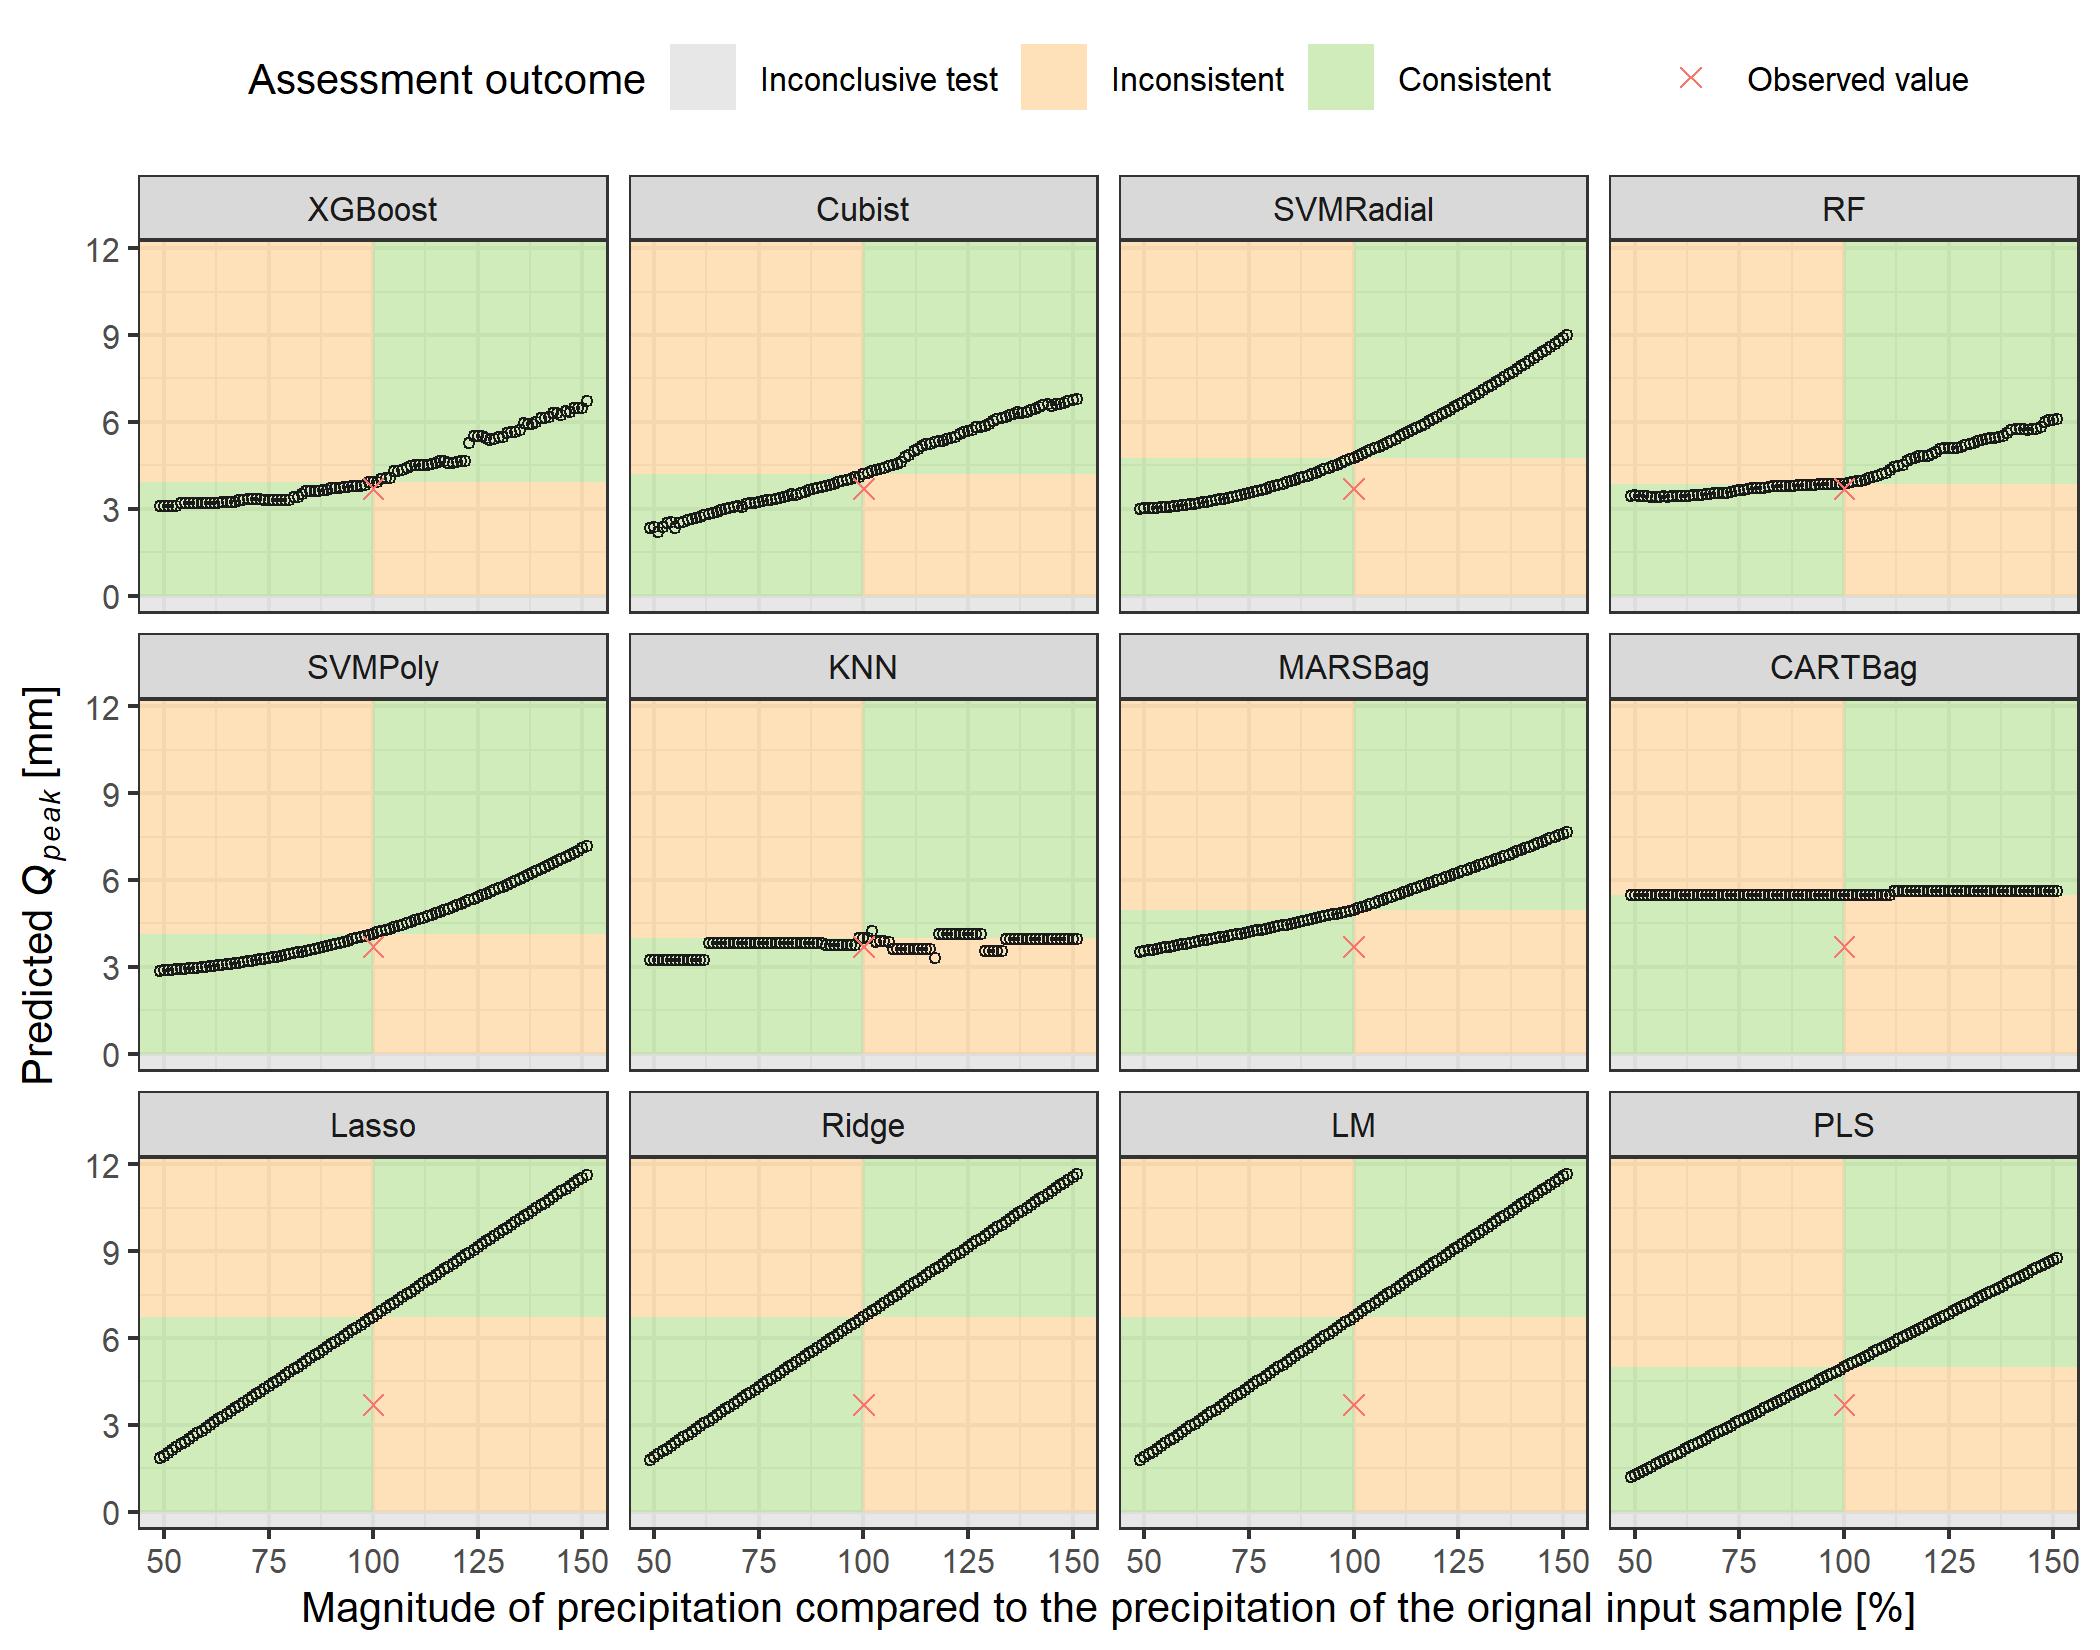 Assessment outcome Inconclusive test Inconsistent Consistent Observed value
XGBoost Cubist SVMRadial RF
12
9
6
3
0
SVMPoly KNN MARSBag CARTBag
12
9
6
3
0
Lasso Ridge LM PLS
12
9
6
3
0
50 75 100 125 150 50 75 100 125 150 50 75 100 125 150 50 75 100 125 150
Magnitude of precipitation compared to the precipitation of the orignal input sample [%]
Predicted Qpeak [mm]